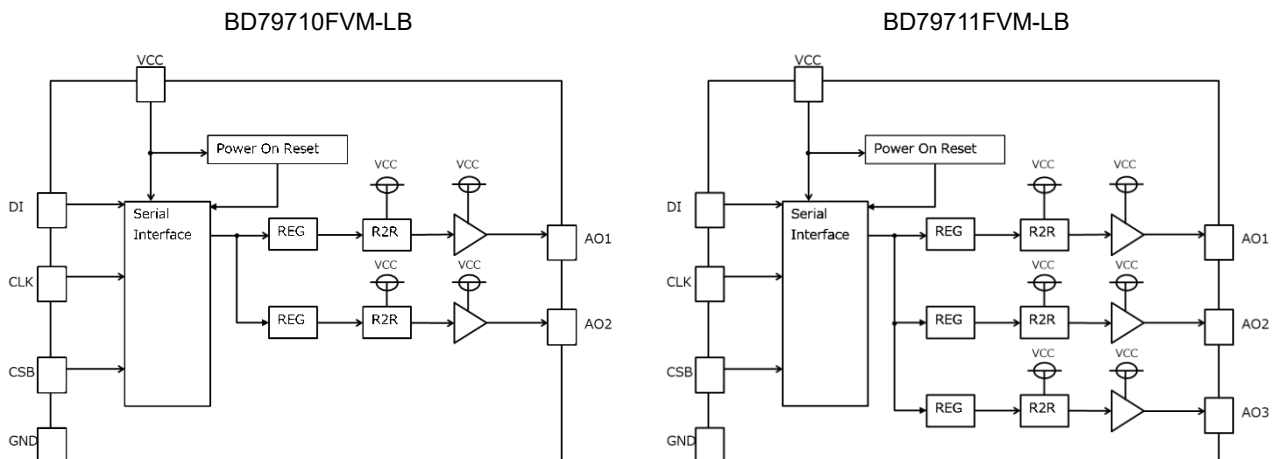 BD79710FVM-LB
VCC
Power On Reset
VCC
VCC
DI
Serial
Interface
REG
R2R
AO1
CLK
VCC
VCC
REG
R2R
AO2
CSB
GND
BD79711FVM-LB
VCC
Power On Reset
VCC
VCC
DI
Serial
Interface
REG
R2R
AO1
CLK
VCC
VCC
REG
R2R
AO2
CSB
VCC
VCC
REG
R2R
AO3
GND